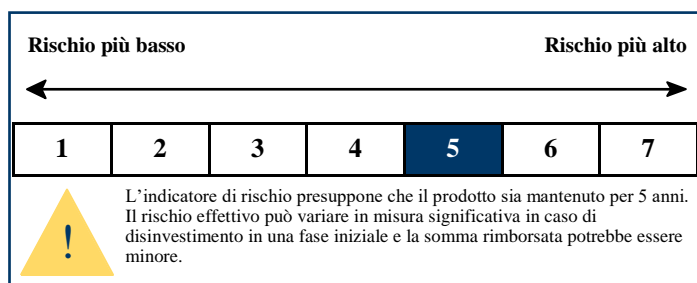 Rischio più basso Rischio più alto
1 2 3 4 5 6 7
L'indicatore di rischio presuppone che il prodotto sia mantenuto per 5 anni.
Il rischio effettivo può variare in misura significativa in caso di
disinvestimento in una fase iniziale e la somma rimborsata potrebbe essere
minore.
!